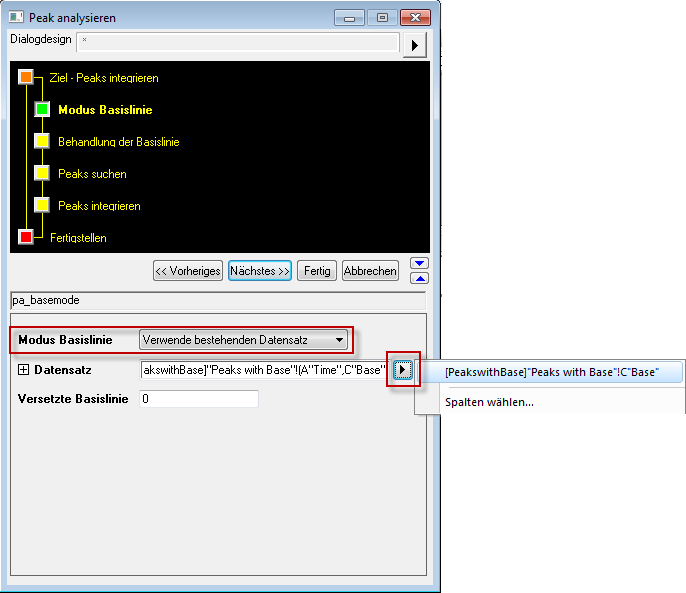 Peak analysieren
Dialogdesign *
Ziel - Peaks integrieren
Modus Basislinie
Behandlung der Basislinie
Peaks suchen
Peaks integrieren
Fertigstellen
<< Vorheriges Nächstes >> Fertig Abbrechen
pa_basemode
Modus Basislinie Verwende bestehenden Datensatz
Datensatz akswithBase]"Peaks with Base"!(A"Time",C"Base"
[PeakswithBase]"Peaks with Base"!C"Base"
Versetzte Basislinie 0
Spalten wählen...